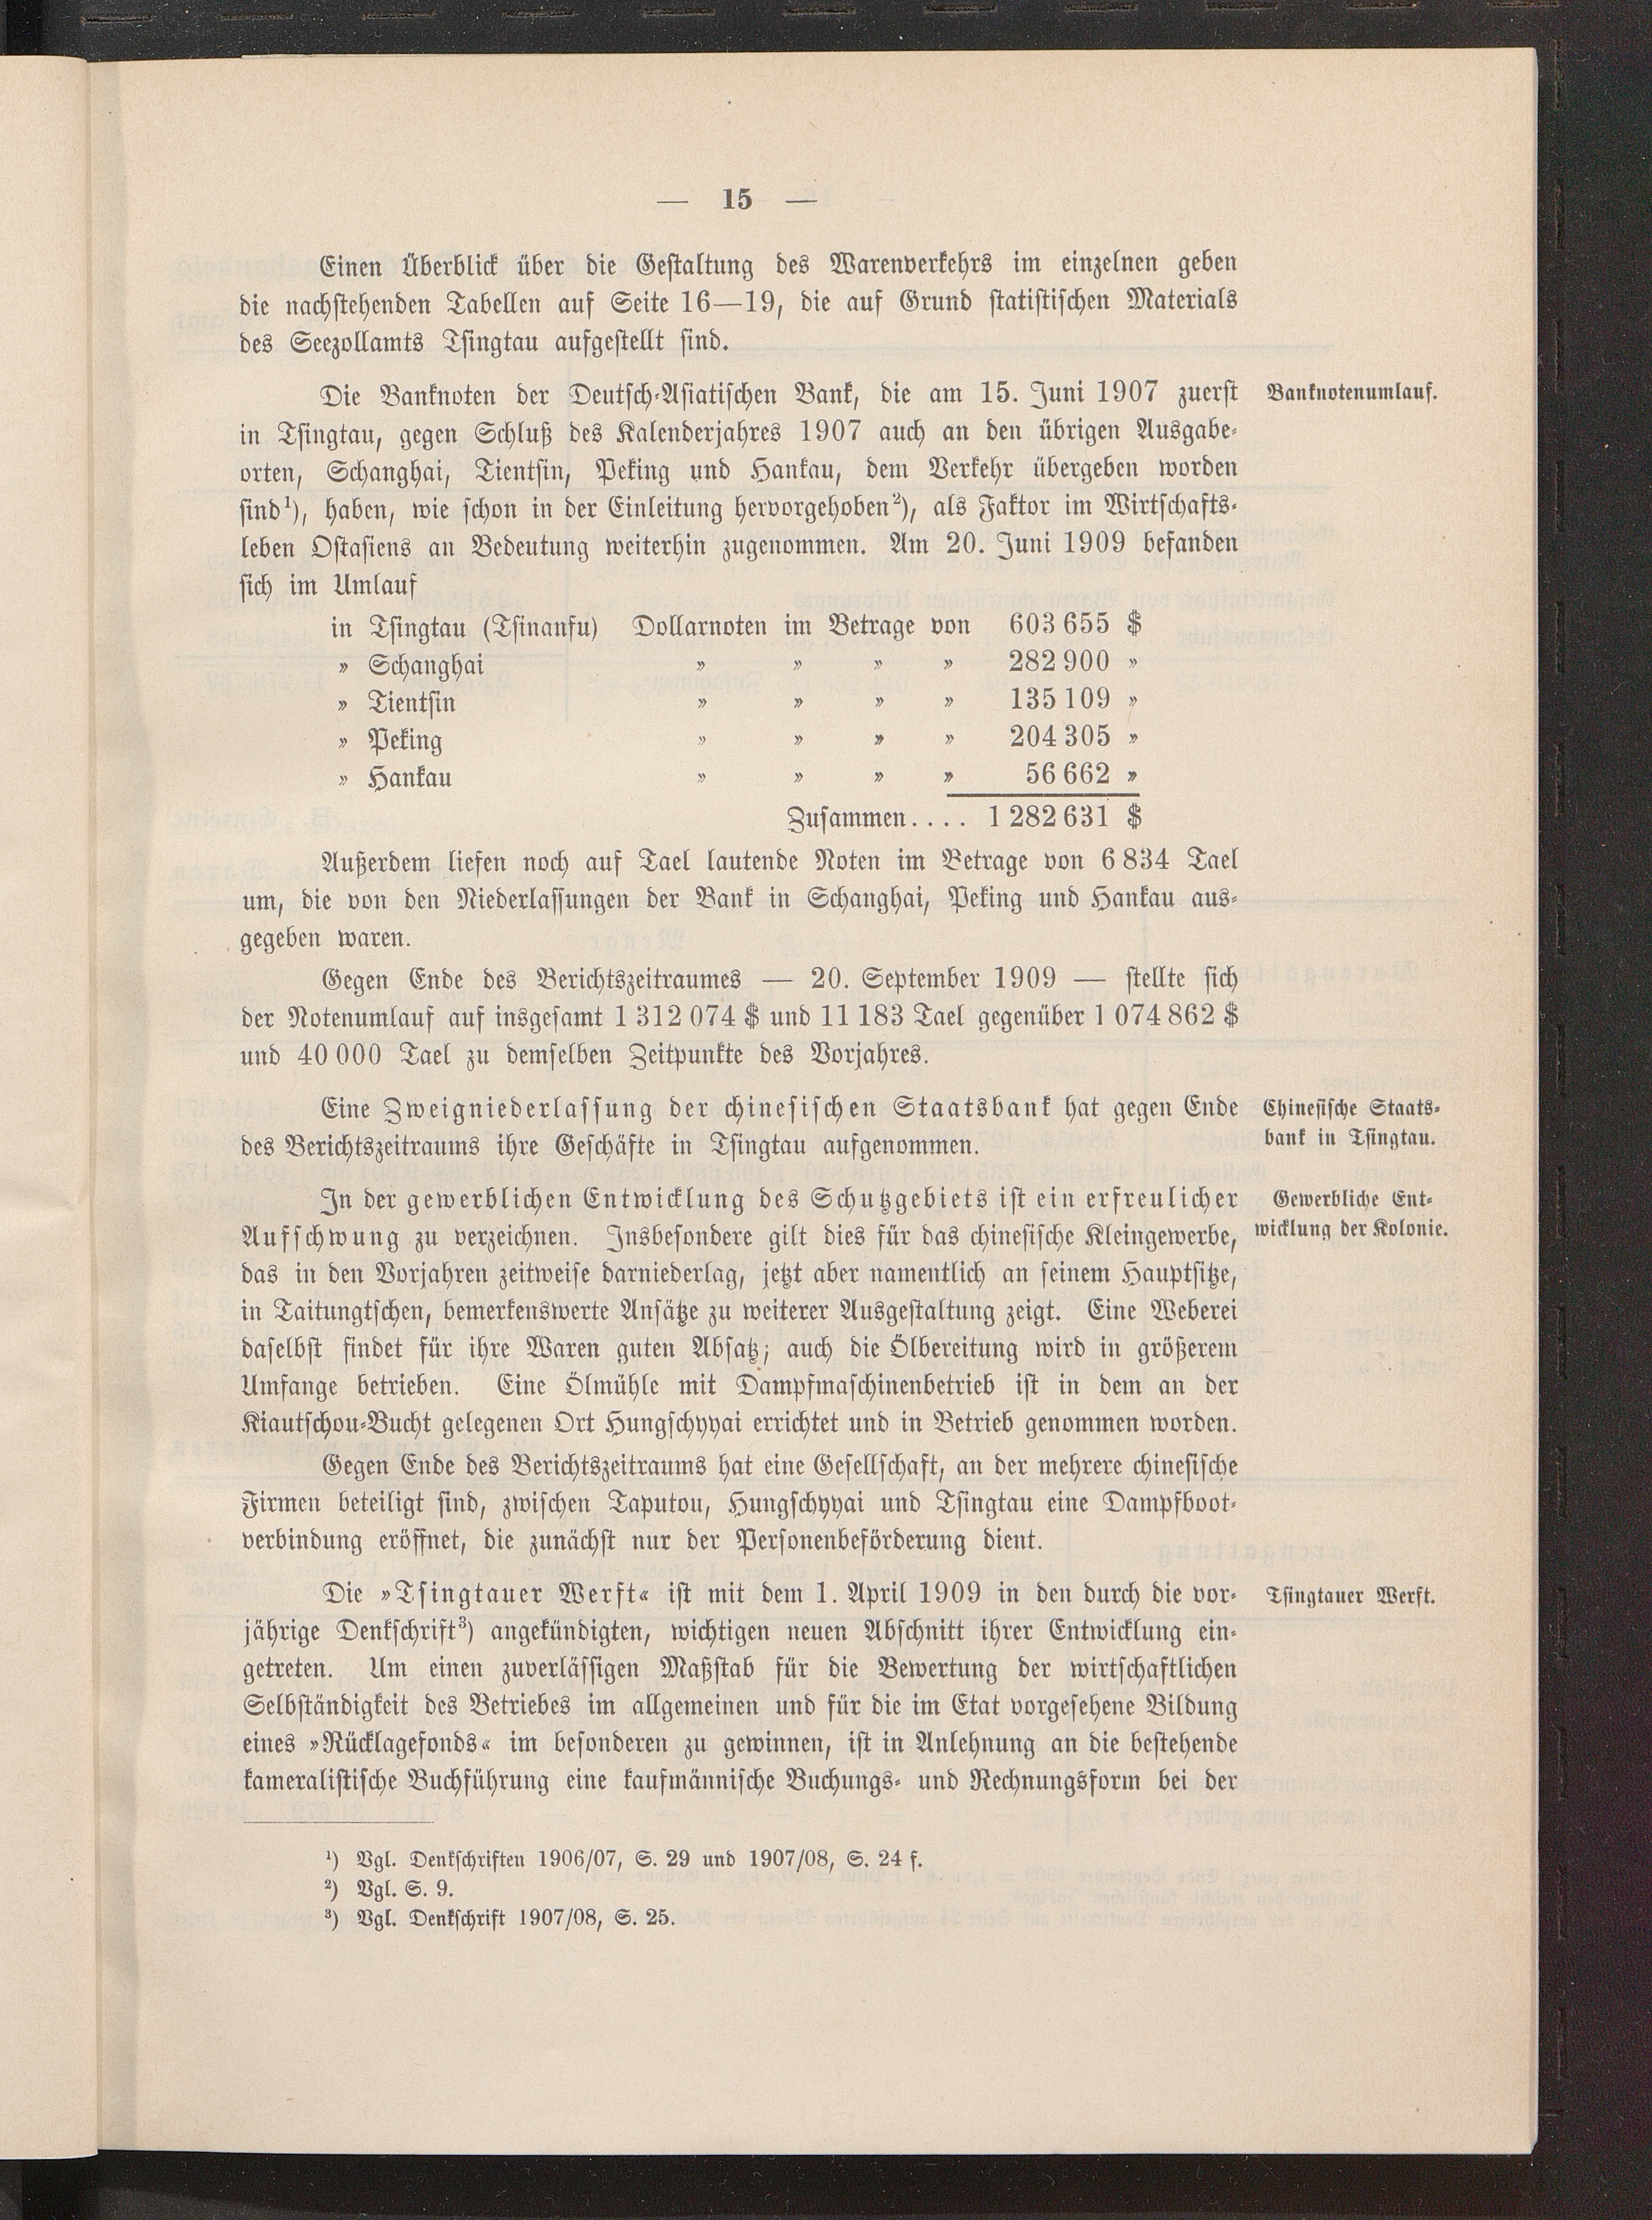 — 15 —
Einen Überblick über die Gestaltung des Warenverkehrs im einzelnen geben
die nachstehenden Tabellen auf Seite 16—19, die auf Grund statistischen Materials
des Seezollamts Tsingtau aufgestellt sind.
Die Banknoten der Deutsch-Asiatischen Bank, die am 15. Juni 1907 zuerst
Banknotenumlauf.
in Tsingtau, gegen Schluß des Kalenderjahres 1907 auch an den übrigen Ausgabe-
orten, Schanghai, Tientsin, Peking und Hankau, dem Verkehr übergeben worden
sind¹), haben, wie schon in der Einleitung hervorgehoben²), als Faktor im Wirtschafts-
leben Ostasiens an Bedeutung weiterhin zugenommen. Am 20. Juni 1909 befanden
sich im Umlauf
in Tsingtau (Tsinanfu) Dollarnoten im Betrage von 603 655 $
» Schanghai » » » » 282 900 »
» Tientsin » » » » 135 109 »
» Peking » » » » 204 305 »
» Hankau » » » » 56 662 »
Zusammen.... 1 282 631 $
Außerdem liefen noch auf Tael lautende Noten im Betrage von 6 834 Tael
um, die von den Niederlassungen der Bank in Schanghai, Peking und Hankau aus-
gegeben waren.
Gegen Ende des Berichtszeitraumes — 20. September 1909 — stellte sich
der Notenumlauf auf insgesamt 1 312 074 $ und 11 183 Tael gegenüber 1 074 862 $
und 40 000 Tael zu demselben Zeitpunkte des Vorjahres.
Eine Zweigniederlassung der chinesischen Staatsbank hat gegen Ende
des Berichtszeitraums ihre Geschäfte in Tsingtau aufgenommen.
Chinesische Staats-
bank in Tsingtau.
In der gewerblichen Entwicklung des Schutzgebiets ist ein erfreulicher
Aufschwung zu verzeichnen. Insbesondere gilt dies für das chinesische Kleingewerbe,
Gewerbliche Ent-
wicklung der Kolonie.
das in den Vorjahren zeitweise darniederlag, jetzt aber namentlich an seinem Hauptsitze,
in Taitungtschen, bemerkenswerte Ansätze zu weiterer Ausgestaltung zeigt. Eine Weberei
daselbst findet für ihre Waren guten Absatz; auch die Ölbereitung wird in größerem
Umfange betrieben. Eine Ölmühle mit Dampfmaschinenbetrieb ist in dem an der
Kiautschou-Bucht gelegenen Ort Hungschyyai errichtet und in Betrieb genommen worden.
Gegen Ende des Berichtszeitraums hat eine Gesellschaft, an der mehrere chinesische
Firmen beteiligt sind, zwischen Taputou, Hungschyyai und Tsingtau eine Dampfboot-
verbindung eröffnet, die zunächst nur der Personenbeförderung dient.
Die »Tsingtauer Werft« ist mit dem 1. April 1909 in den durch die vor-
Tsingtauer Werft.
jährige Denkschrift³) angekündigten, wichtigen neuen Abschnitt ihrer Entwicklung ein-
getreten. Um einen zuverlässigen Maßstab für die Bewertung der wirtschaftlichen
Selbständigkeit des Betriebes im allgemeinen und für die im Etat vorgesehene Bildung
eines »Rücklagefonds« im besonderen zu gewinnen, ist in Anlehnung an die bestehende
kameralistische Buchführung eine kaufmännische Buchungs- und Rechnungsform bei der
¹) Vgl. Denkschriften 1906/07, S. 29 und 1907/08, S. 24 f.
²) Vgl. S. 9.
³) Vgl. Denkschrift 1907/08, S. 25.